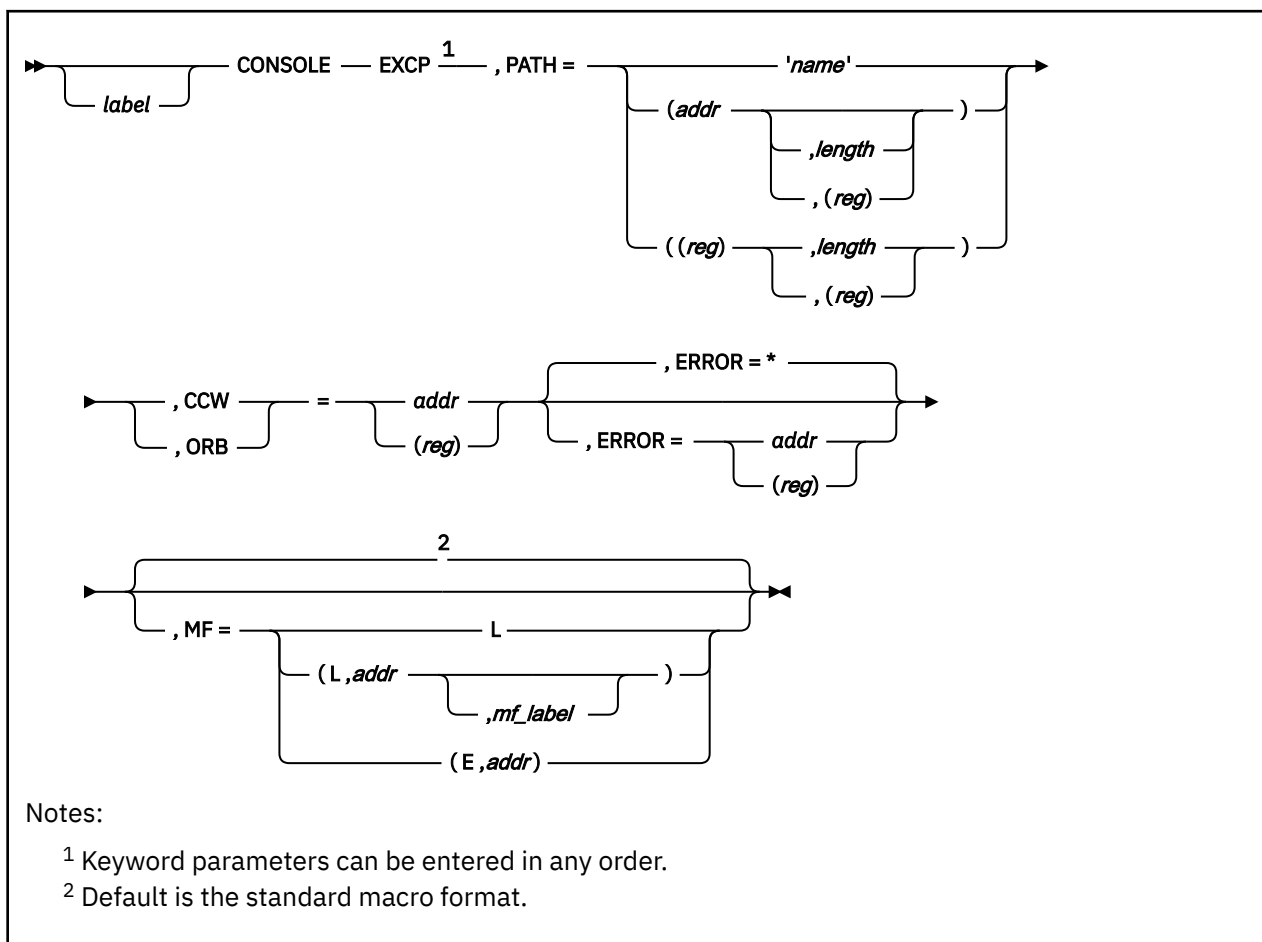 label CONSOLE EXCP 1 , PATH = 'name'
(addr ,length )
, (reg)
( (reg) ,length )
, (reg)
, CCW = addr , ERROR = *
, ORB (reg) , ERROR = addr
(reg)
2
, MF = L
( L ,addr ,mf_label )
( E ,addr)
Notes:
1 Keyword parameters can be entered in any order.
2 Default is the standard macro format.